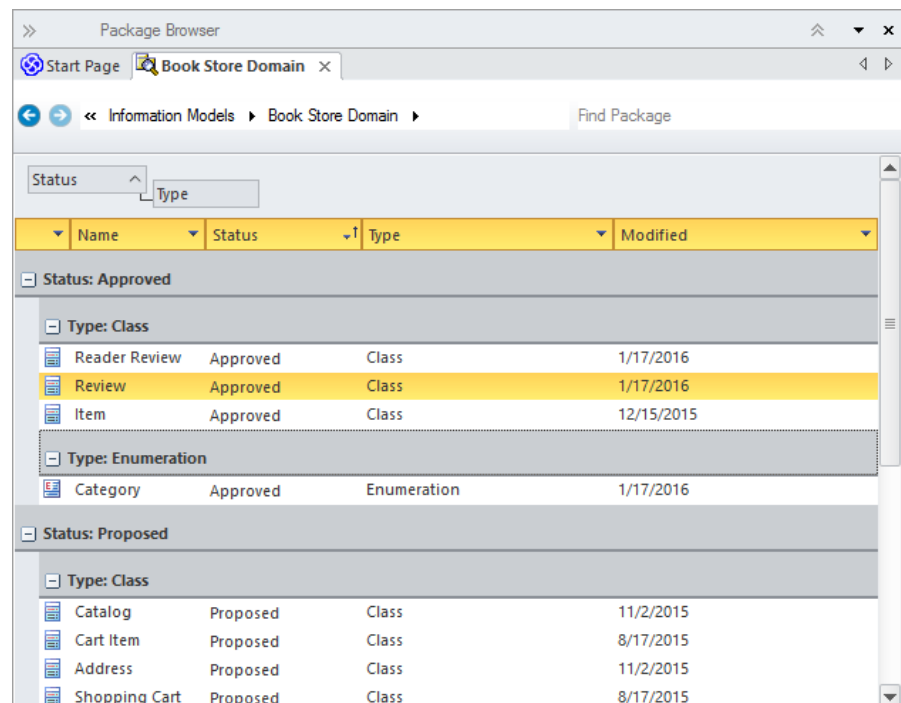 Package Browser
Start Page Book Store Domain
Information Models Book Store Domain Find Package
Status
Type
Name Status Type Modified
Status: Approved
Type: Class
Reader Review Approved Class 1/17/2016
Review Approved Class 1/17/2016
Item Approved Class 12/15/2015
Type: Enumeration
Category Approved Enumeration 1/17/2016
Status: Proposed
Type: Class
Catalog Proposed Class 11/2/2015
Cart Item Proposed Class 8/17/2015
Address Proposed Class 11/2/2015
Shopping Cart Proposed Class 8/17/2015